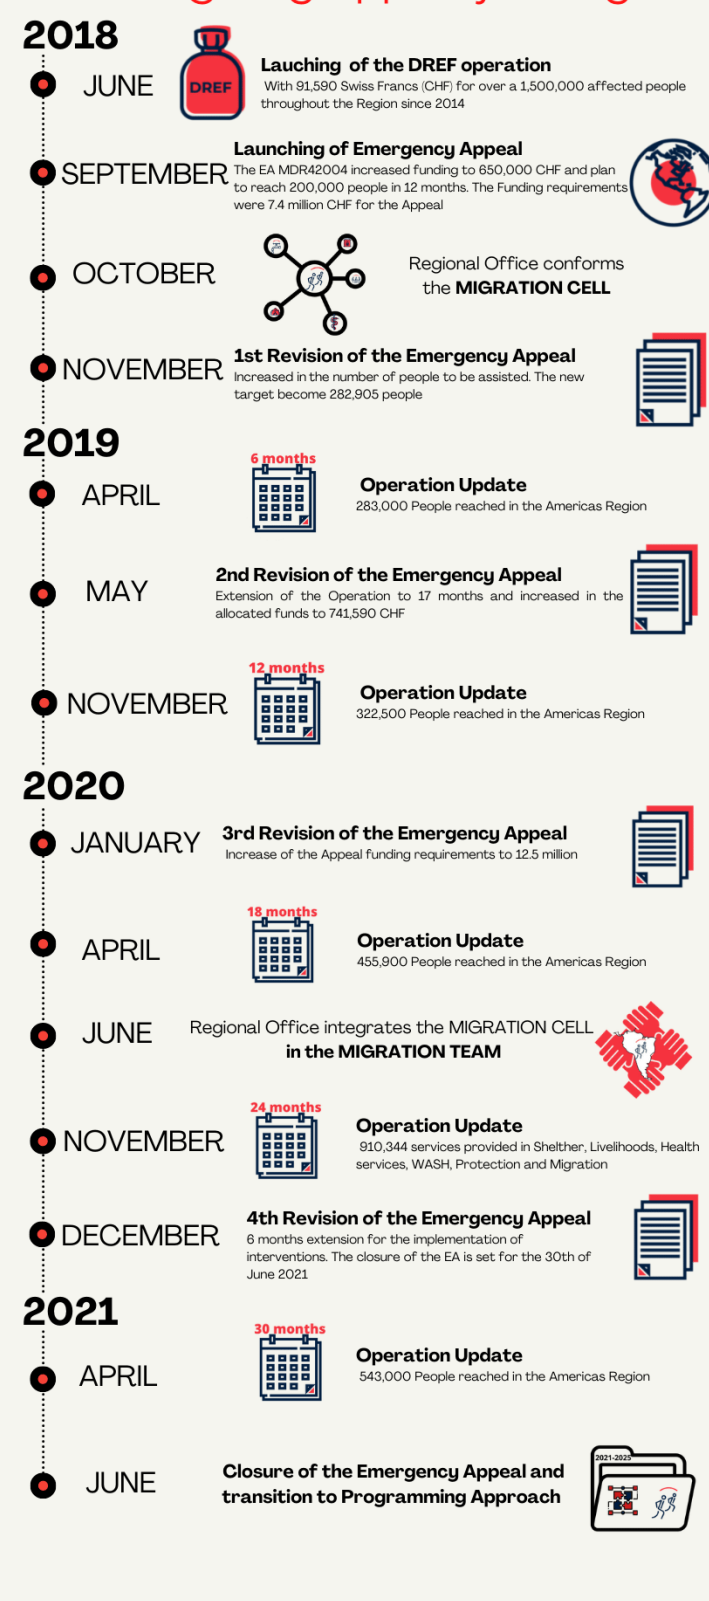 2018
JUNE
DREF
Lauching of the DREF operation
With 91,590 Swiss Francs (CHF) for over a 1,500,000 affected people
throughout the Region since 2014
SEPTEMBER
Launching of Emergency Appeal
The EA MDR42004 increased funding to 650,000 CHF and plan
to reach 200,000 people in 12 months. The Funding requirements
were 7.4 million CHF for the Appeal
OCTOBER
Regional Office conforms
the MIGRATION CELL
NOVEMBER
1st Revision of the Emergency Appeal
Increased in the number of people to be assisted. The new
target become 282,905 people
2019
APRIL
6 months
Operation Update
283,000 People reached in the Americas Region
MAY
2nd Revision of the Emergency Appeal
Extension of the Operation to 17 months and increased in the
allocated funds to 741,590 CHF
NOVEMBER
12 months
Operation Update
322,500 People reached in the Americas Region
2020
JANUARY
3rd Revision of the Emergency Appeal
Increase of the Appeal funding requirements to 12.5 million
APRIL
18 months
Operation Update
455,900 People reached in the Americas Region
JUNE
Regional Office integrates the MIGRATION CELL
in the MIGRATION TEAM
NOVEMBER
24 months
Operation Update
910,344 services provided in Shelther, Livelihoods, Health
services, WASH, Protection and Migration
DECEMBER
4th Revision of the Emergency Appeal
6 months extension for the implementation of
interventions. The closure of the EA is set for the 30th of
June 2021
2021
APRIL
30 months
Operation Update
543,000 People reached in the Americas Region
JUNE
Closure of the Emergency Appeal and
transition to Programming Approach
2021-2025